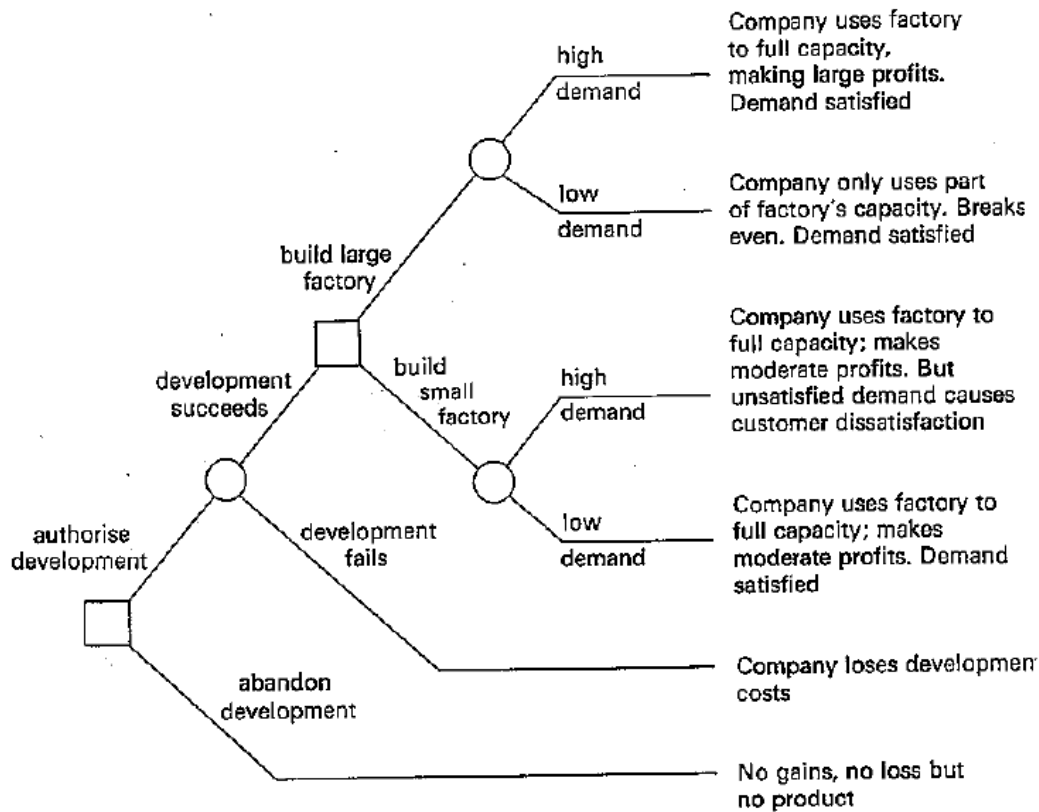 Company uses factory
to full capacity,
making large profits.
Demand satisfied
high
demand
Company only uses part
of factory's capacity. Breaks
even. Demand satisfied
low
demand
build large
factory
Company uses factory to
full capacity; makes
moderate profits. But
unsatisfied demand causes
customer dissatisfaction
high
demand
build
small
factory
development
succeeds
Company uses factory to
full capacity; makes
moderate profits. Demand
satisfied
low
demand
authorise
development
development
fails
Company loses developmen
costs
abandon
development
No gains, no loss but
no product